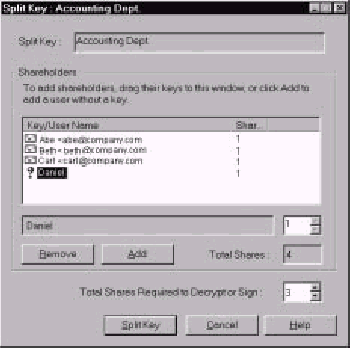 Split Key : Accounting Dept.
Split Key : Accounting Dept.
Shareholders
To add shareholders, drag their keys to this window, or click Add to
add a user without a key.
Key/User Name Shar...
Abe <abe@company.com 1
Beth <beth@company.com 1
Carl <carl@company.com 1
Daniel 1
Daniel 1
Remove Add Total Shares : 4
Total Shares Required to Decrypt or Sign : 3
Split Key Cancel Help